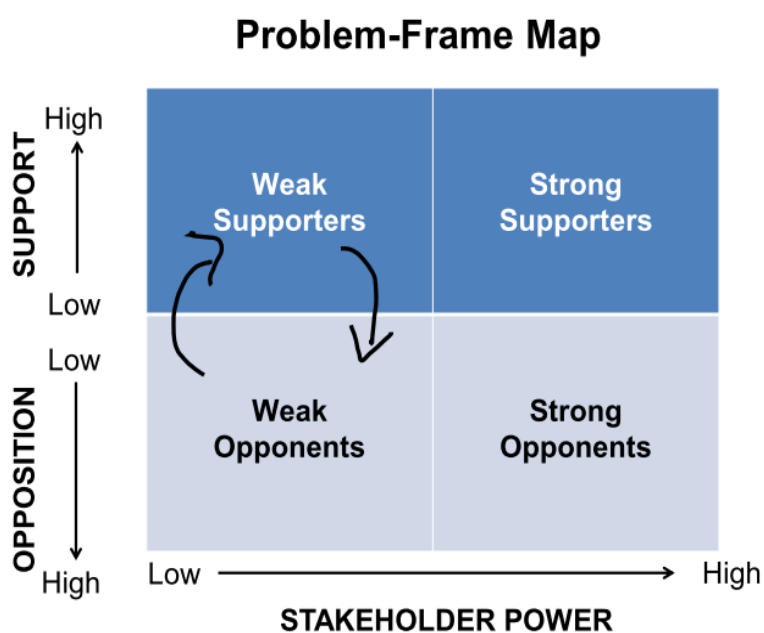 Problem-Frame Map
SUPPORT
High
Low
Weak
Supporters
Strong
Supporters
OPPOSITION
Low
High
Weak
Opponents
Strong
Opponents
Low
High
STAKEHOLDER POWER